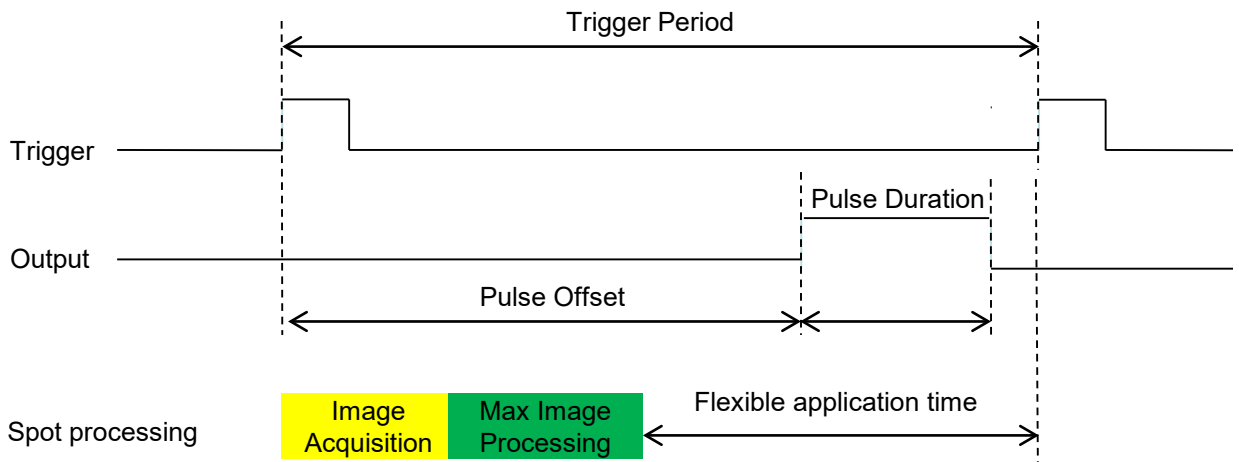 Trigger Period
Trigger
Pulse Duration
Output
Pulse Offset
Spot processing
Image
Acquisition
Max Image
Processing
Flexible application time